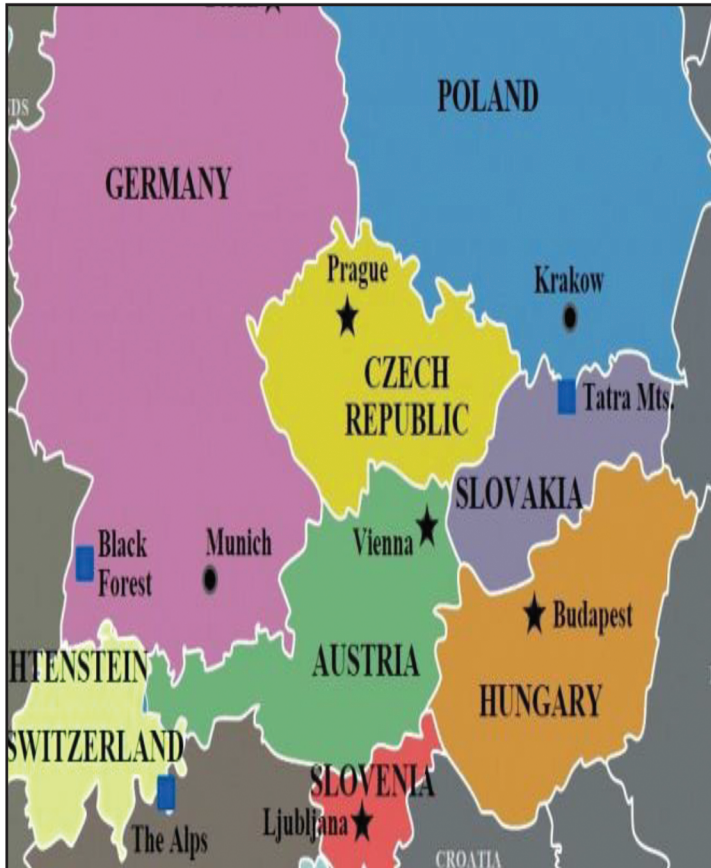 NDS
POLAND
GERMANY
Prague
Krakow
CZECH
REPUBLIC
Tatra Mts.
SLOVAKIA
Black
Forest
Munich
Vienna
Budapest
HTENSTEIN
AUSTRIA
HUNGARY
SWITZERLAND
SLOVENIA
The Alps
Ljubljana
CROATIA